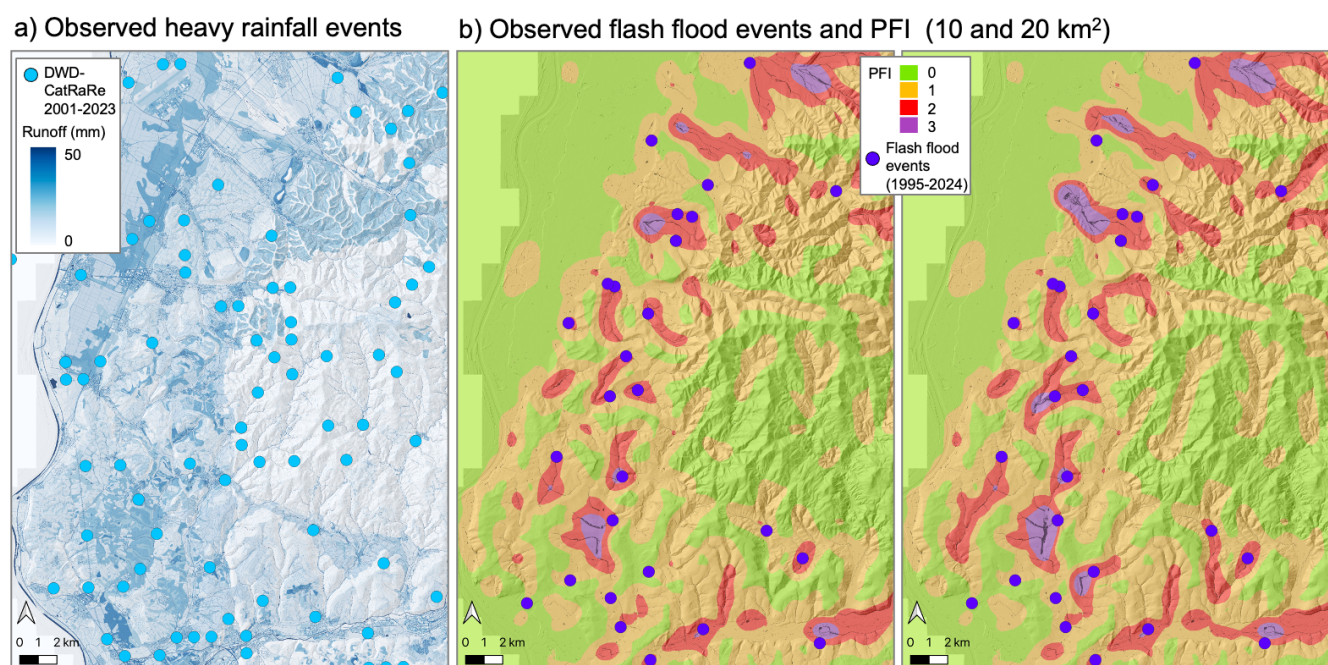 a) Observed heavy rainfall events
b) Observed flash flood events and PFI (10 and 20 km²)
DWD-
CatRaRe
2001-2023
Runoff (mm)
50
0
0 1 2 km
PFI
0
1
2
3
Flash flood
events
(1995-2024)
0 1 2 km
0 1 2 km